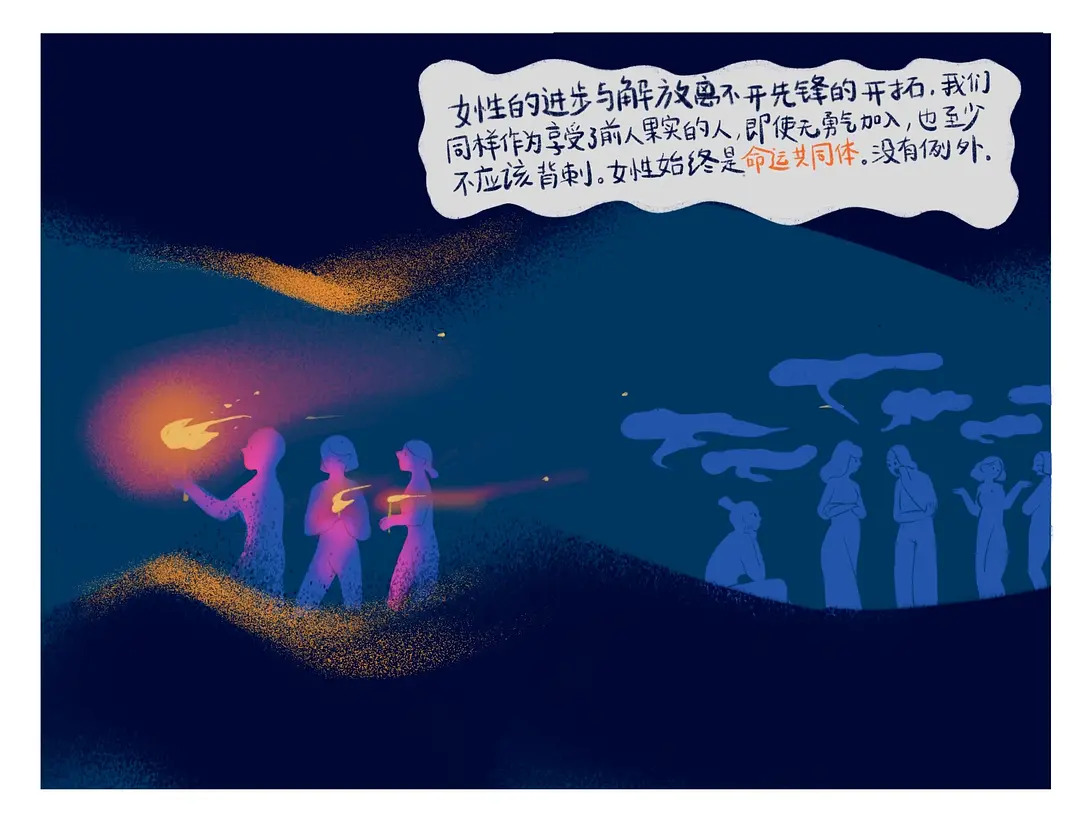 女性的进步与解放离不开先锋的开拓.我们
同样作为享受了前人果实的人,即使无勇气加入,也至少
不应该背刺。女性始终是命运共同体。没有例外.